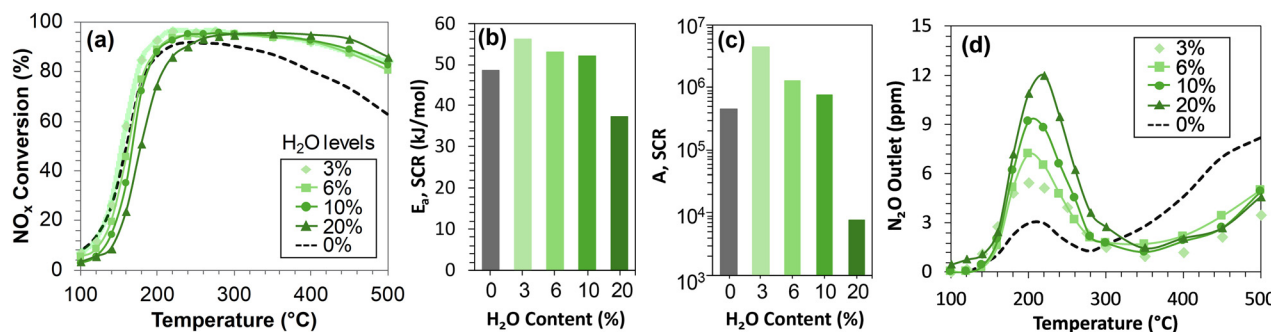 (a)
NOx Conversion (%)
100
80
60
40
20
0
H2O levels
3%
6%
10%
20%
0%
100 200 300 400 500
Temperature (°C)
(b)
Ea, SCR (kJ/mol)
60
50
40
30
20
10
0
0 3 6 10 20
H2O Content (%)
(c)
A, SCR
10^7
10^6
10^5
10^4
10^3
0 3 6 10 20
H2O Content (%)
(d)
N2O Outlet (ppm)
15
12
9
6
3
0
3%
6%
10%
20%
0%
100 200 300 400 500
Temperature (°C)